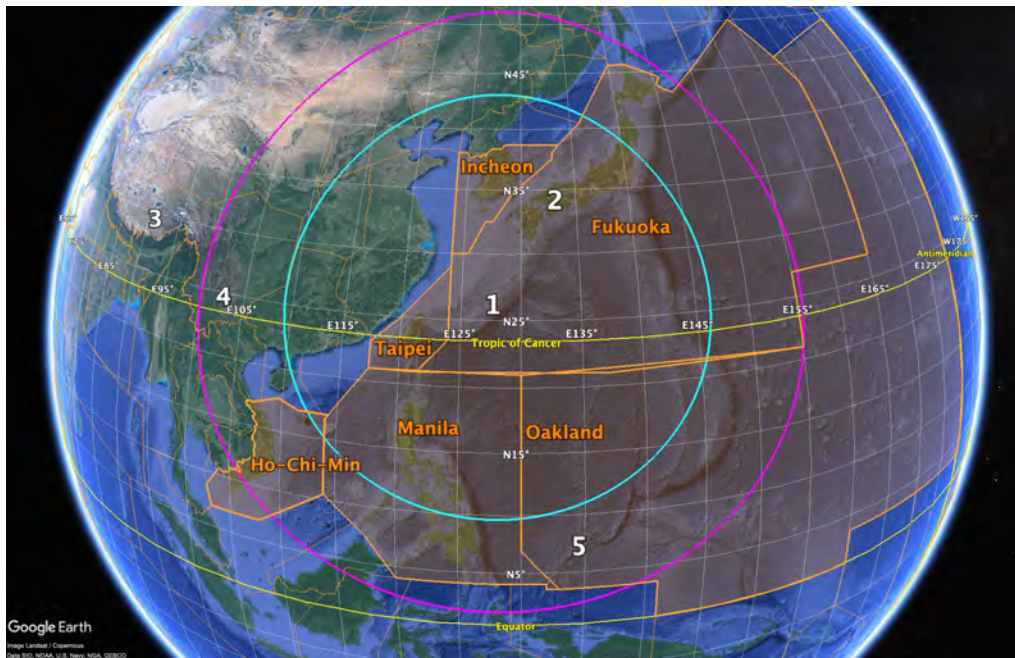 N45°
Incheon
N35°
2
Fukuoka
3
E85°
W165°
W175°
Antimeridian
E175°
E95°
E165°
4
E105°
E155°
1
N25°
E115°
E125°
E135°
E145°
Tropic of Cancer
Taipei
Manila
Oakland
N15°
Ho-Chi-Min
5
N5°
Equator
Google Earth
Image Landsat / Copernicus
Data SIO, NOAA, U.S. Navy, NGA, GEBCO